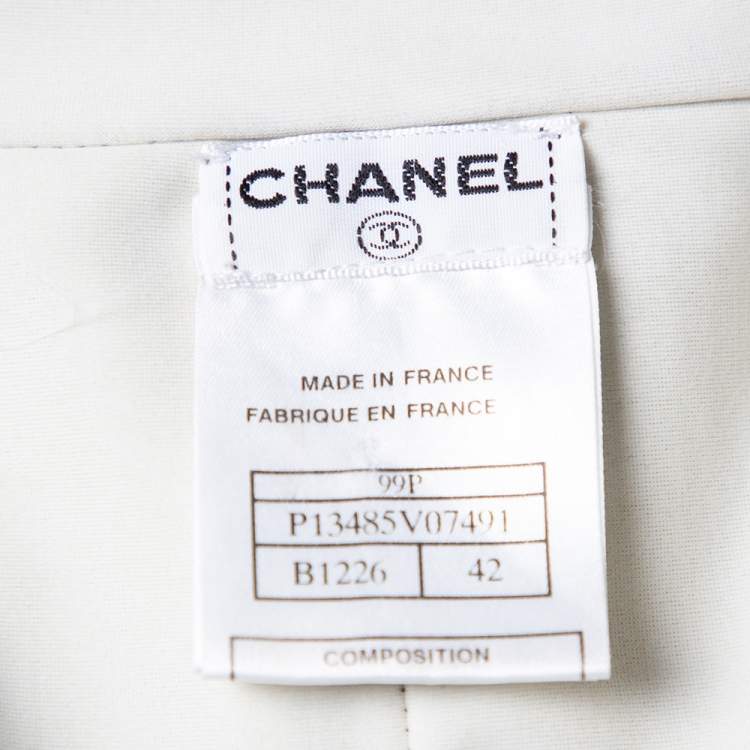 CHANEL
MADE IN FRANCE
FABRIQUE EN FRANCE
99P
P13485V07491
B1226 42
COMPOSITION